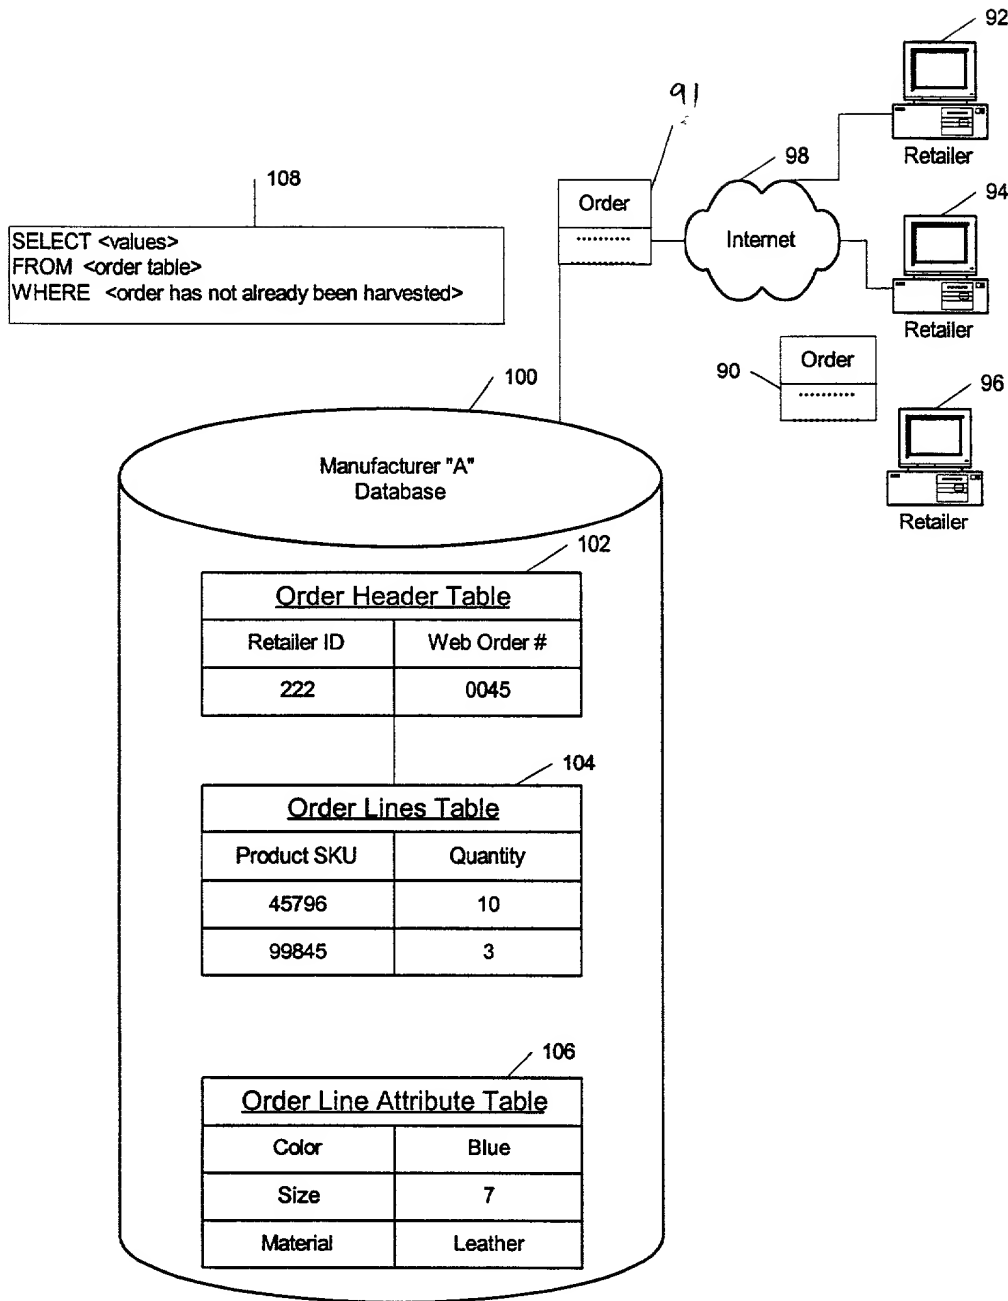 92
91
Retailer
98
108
Order
..........
..........
Internet
94
SELECT <values>
FROM <order table>
WHERE <order has not already been harvested>
Retailer
Order
90
..........
..........
96
100
Manufacturer "A"
Database
Retailer
102
Order Header Table
Retailer ID Web Order #
222 0045
104
Order Lines Table
Product SKU Quantity
45796 10
99845 3
106
Order Line Attribute Table
Color Blue
Size 7
Material Leather